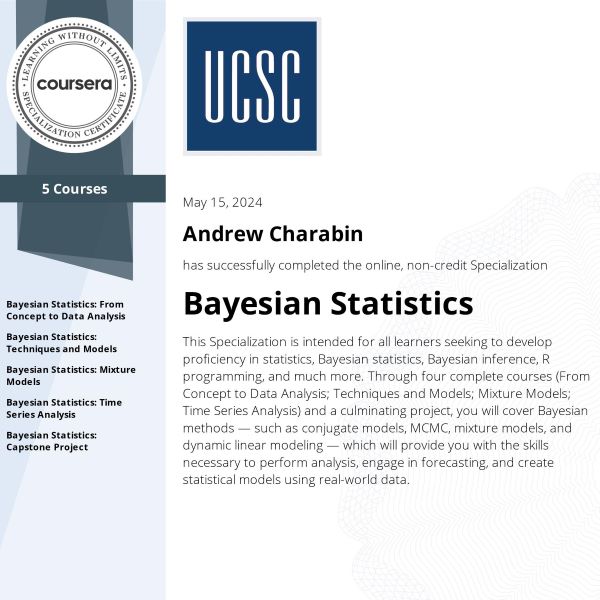 LEARNING WITHOUT LIMITS
coursera
SPECIALIZATION CERTIFICATE
5 Courses
Bayesian Statistics: From
Concept to Data Analysis
Bayesian Statistics:
Techniques and Models
Bayesian Statistics: Mixture
Models
Bayesian Statistics: Time
Series Analysis
Bayesian Statistics:
Capstone Project
UCSC
May 15, 2024
Andrew Charabin
has successfully completed the online, non-credit Specialization
Bayesian Statistics
This Specialization is intended for all learners seeking to develop
proficiency in statistics, Bayesian statistics, Bayesian inference, R
programming, and much more. Through four complete courses (From
Concept to Data Analysis; Techniques and Models; Mixture Models;
Time Series Analysis) and a culminating project, you will cover Bayesian
methods — such as conjugate models, MCMC, mixture models, and
dynamic linear modeling — which will provide you with the skills
necessary to perform analysis, engage in forecasting, and create
statistical models using real-world data.